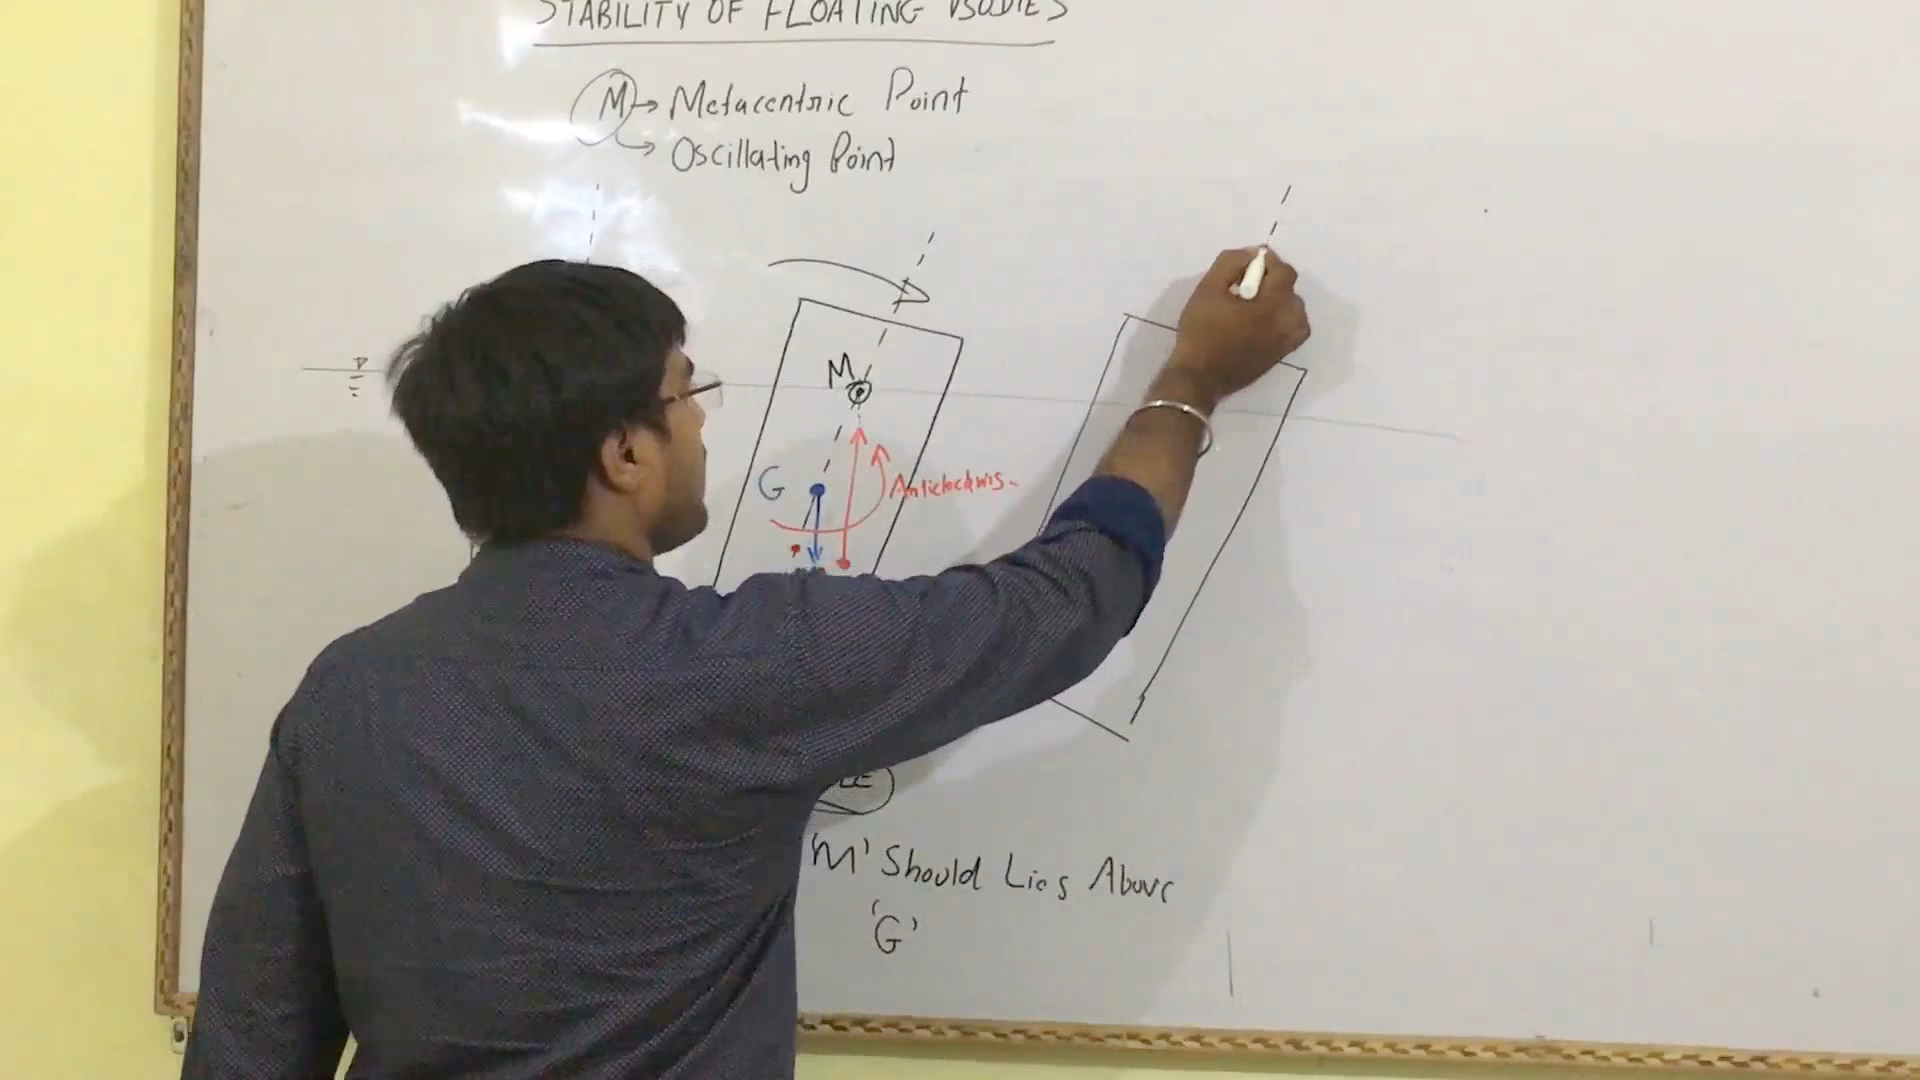 STABILITY OF FLOATING BODIES
M → Metacentric Point
→ Oscillating Point
M
G
Anticlockwis.
'M' Should Lies Above
'G'